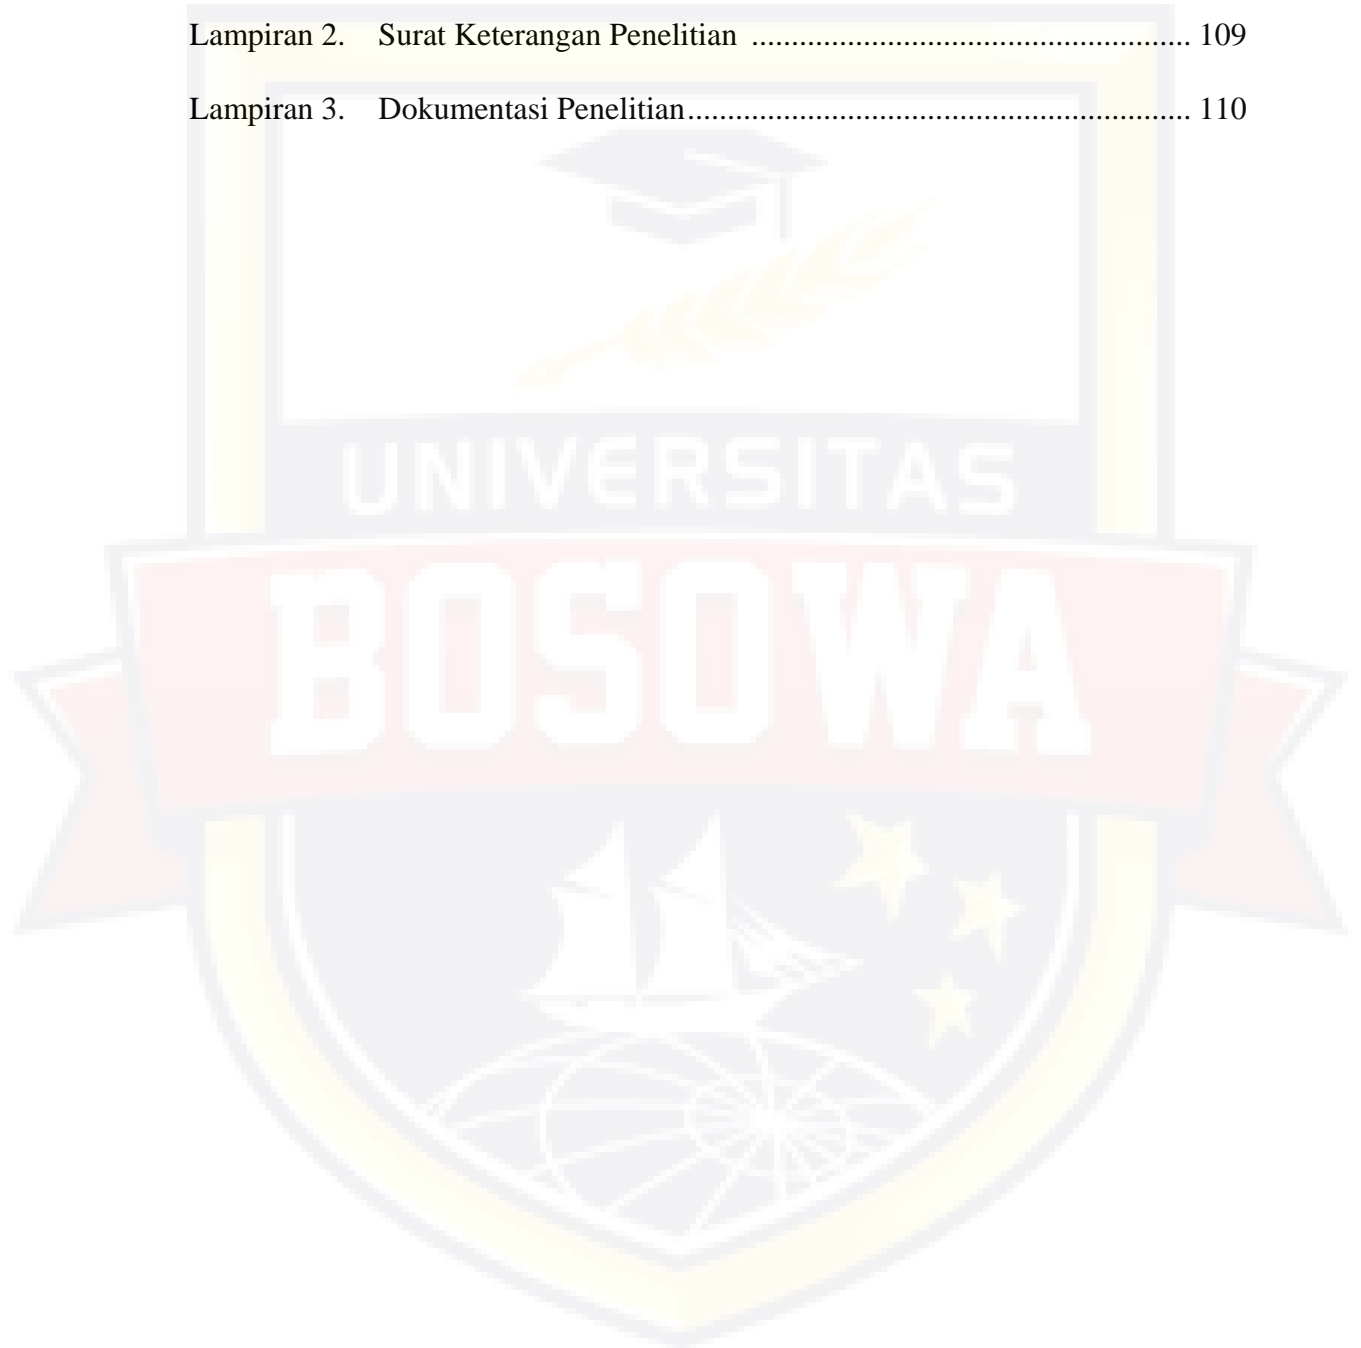 Lampiran 2. Surat Keterangan Penelitian ....................................................... 109
Lampiran 3. Dokumentasi Penelitian............................................................... 110
UNIVERSITAS
BOSOWA